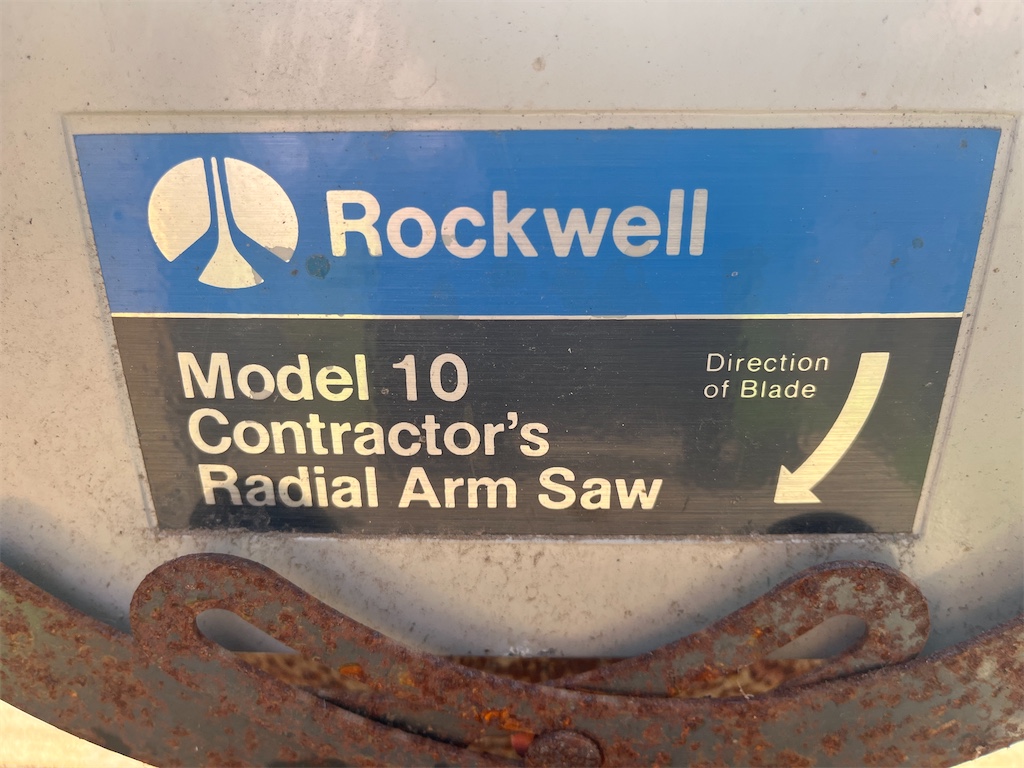 Rockwell
Model 10
Contractor's
Radial Arm Saw
Direction
of Blade